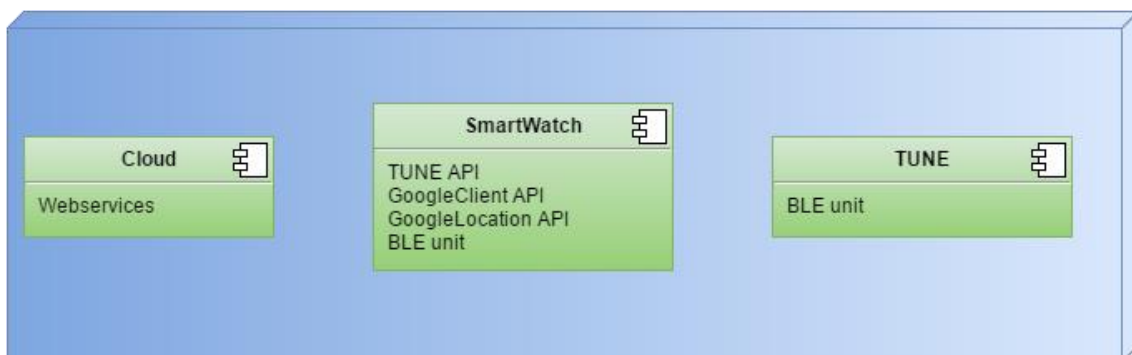 Cloud
Webservices
SmartWatch
TUNE API
GoogleClient API
GoogleLocation API
BLE unit
TUNE
BLE unit